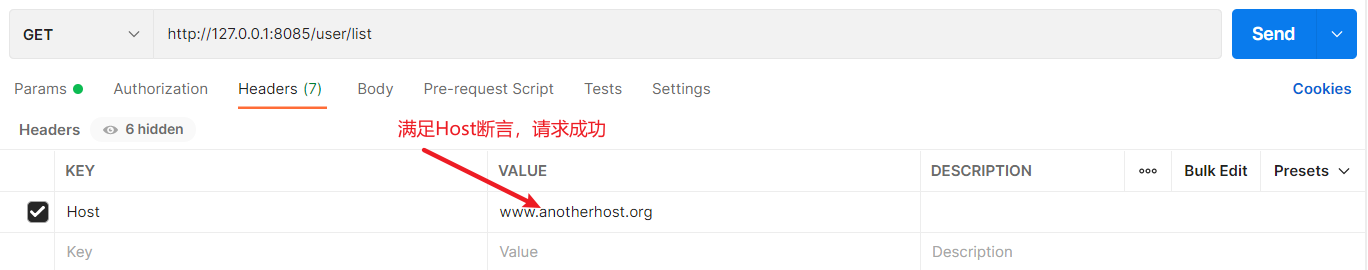 GET http://127.0.0.1:8085/user/list Send
Params Authorization Headers (7) Body Pre-request Script Tests Settings Cookies
Headers 6 hidden
满足Host断言，请求成功
KEY VALUE DESCRIPTION Bulk Edit Presets
Host www.anotherhost.org
Key Value Description